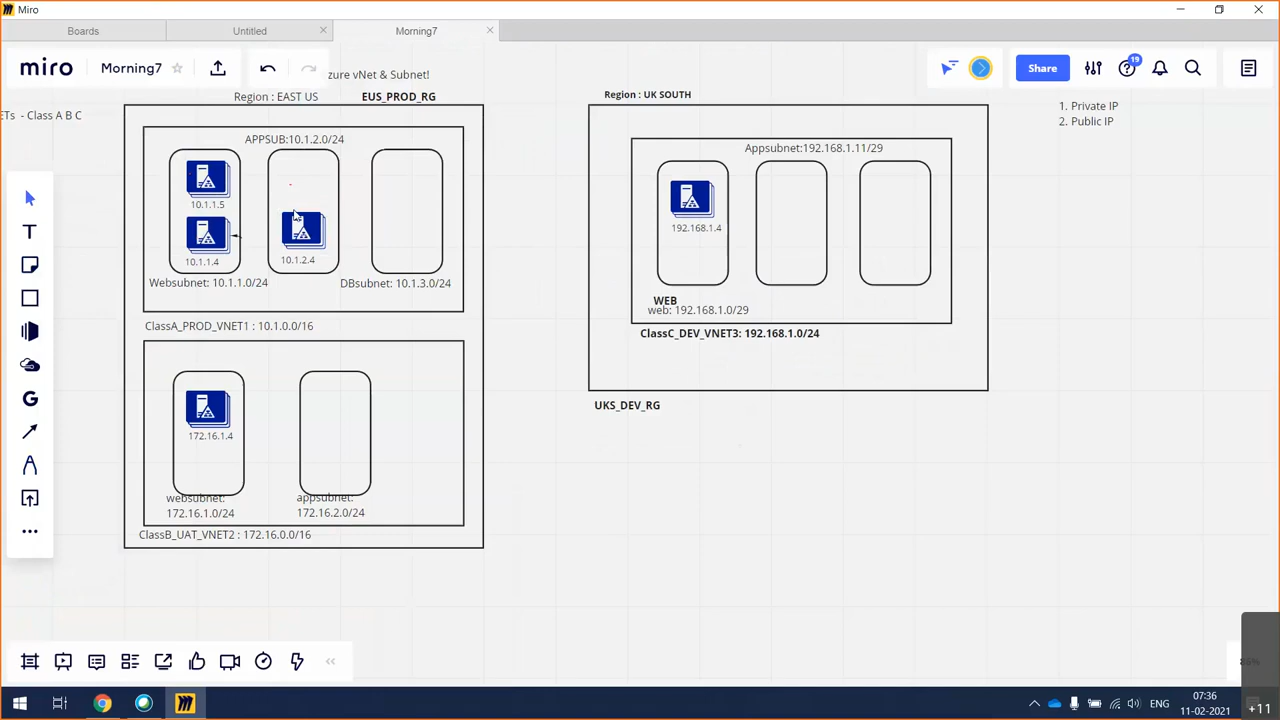 Miro
Boards
Untitled
Morning7
miro
Morning7
Share
19
zure vNet & Subnet!
Region : EAST US
EUS_PROD_RG
ETs - Class A B C
APPSUB:10.1.2.0/24
10.1.1.5
10.1.1.4
10.1.2.4
Websubnet: 10.1.1.0/24
DBsubnet: 10.1.3.0/24
ClassA_PROD_VNET1 : 10.1.0.0/16
172.16.1.4
websubnet:
172.16.1.0/24
appsubnet:
172.16.2.0/24
ClassB_UAT_VNET2 : 172.16.0.0/16
Region : UK SOUTH
Appsubnet:192.168.1.11/29
192.168.1.4
WEB
web: 192.168.1.0/29
ClassC_DEV_VNET3: 192.168.1.0/24
UKS_DEV_RG
1. Private IP
2. Public IP
T
G
86%
ENG
07:36
11-02-2021
+11